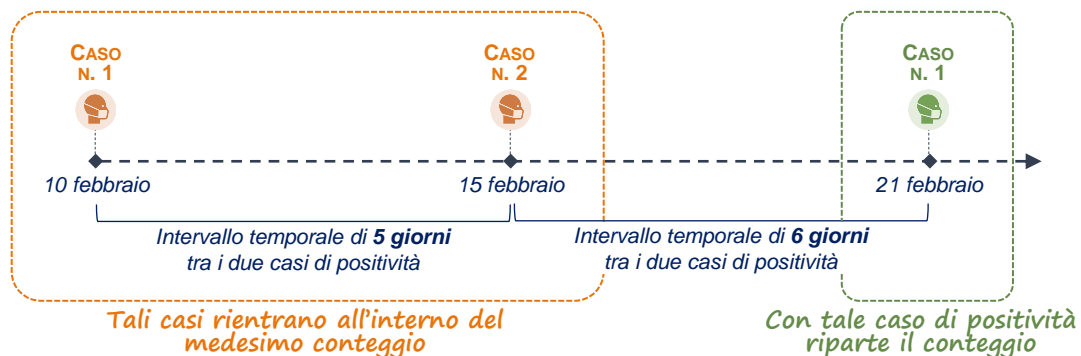 CASO
N. 1
CASO
N. 2
CASO
N. 1
10 febbraio
15 febbraio
21 febbraio
Intervallo temporale di 5 giorni
tra i due casi di positività
Intervallo temporale di 6 giorni
tra i due casi di positività
Tali casi rientrano all'interno del
medesimo conteggio
Con tale caso di positività
riparte il conteggio